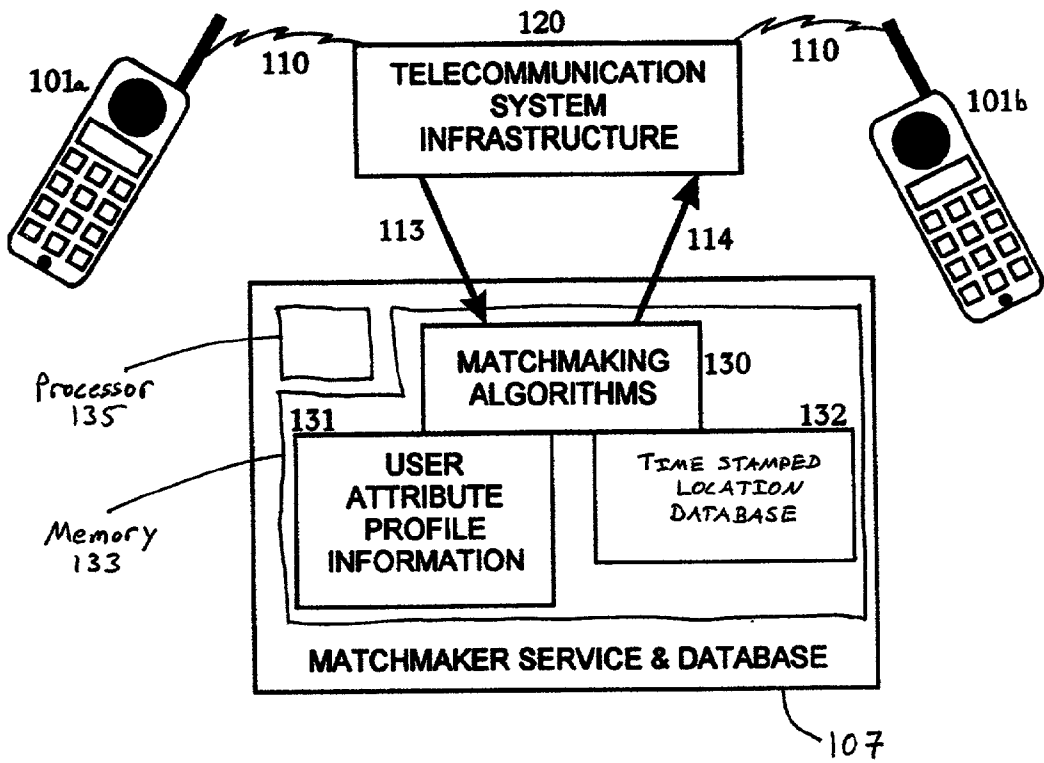 120
110
110
101a
101b
TELECOMMUNICATION
SYSTEM
INFRASTRUCTURE
113
114
MATCHMAKING
ALGORITHMS
130
Processor
135
131
132
USER
ATTRIBUTE
PROFILE
INFORMATION
TIME STAMPED
LOCATION
DATABASE
Memory
133
MATCHMAKER SERVICE & DATABASE
107